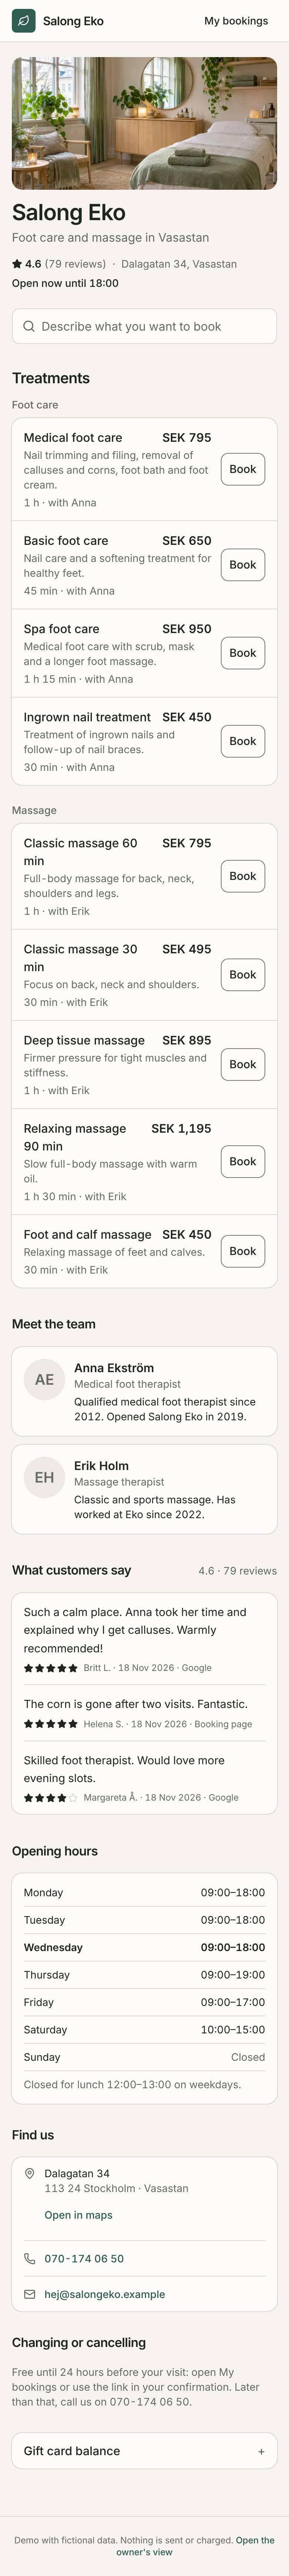 Salong Eko
My bookings
Salong Eko
Foot care and massage in Vasastan
4.6 (79 reviews) · Dalagatan 34, Vasastan
Open now until 18:00
Describe what you want to book
Treatments
Foot care
Medical foot care SEK 795
Nail trimming and filing, removal of
calluses and corns, foot bath and foot
cream.
1 h · with Anna
Book
Basic foot care SEK 650
Nail care and a softening treatment for
healthy feet.
45 min · with Anna
Book
Spa foot care SEK 950
Medical foot care with scrub, mask
and a longer foot massage.
1 h 15 min · with Anna
Book
Ingrown nail treatment SEK 450
Treatment of ingrown nails and
follow-up of nail braces.
30 min · with Anna
Book
Massage
Classic massage 60 SEK 795
min
Full-body massage for back, neck,
shoulders and legs.
1 h · with Erik
Book
Classic massage 30 SEK 495
min
Focus on back, neck and shoulders.
30 min · with Erik
Book
Deep tissue massage SEK 895
Firmer pressure for tight muscles and
stiffness.
1 h · with Erik
Book
Relaxing massage SEK 1,195
90 min
Slow full-body massage with warm
oil.
1 h 30 min · with Erik
Book
Foot and calf massage SEK 450
Relaxing massage of feet and calves.
30 min · with Erik
Book
Meet the team
AE
Anna Ekström
Medical foot therapist
Qualified medical foot therapist since
2012. Opened Salong Eko in 2019.
EH
Erik Holm
Massage therapist
Classic and sports massage. Has
worked at Eko since 2022.
What customers say 4.6 · 79 reviews
Such a calm place. Anna took her time and
explained why I get calluses. Warmly
recommended!
Britt L. · 18 Nov 2026 · Google
The corn is gone after two visits. Fantastic.
Helena S. · 18 Nov 2026 · Booking page
Skilled foot therapist. Would love more
evening slots.
Margareta Å. · 18 Nov 2026 · Google
Opening hours
Monday 09:00–18:00
Tuesday 09:00–18:00
Wednesday 09:00–18:00
Thursday 09:00–19:00
Friday 09:00–17:00
Saturday 10:00–15:00
Sunday Closed
Closed for lunch 12:00–13:00 on weekdays.
Find us
Dalagatan 34
113 24 Stockholm · Vasastan
Open in maps
070-174 06 50
hej@salongeko.example
Changing or cancelling
Free until 24 hours before your visit: open My
bookings or use the link in your confirmation. Later
than that, call us on 070-174 06 50.
Gift card balance +
Demo with fictional data. Nothing is sent or charged. Open the
owner's view